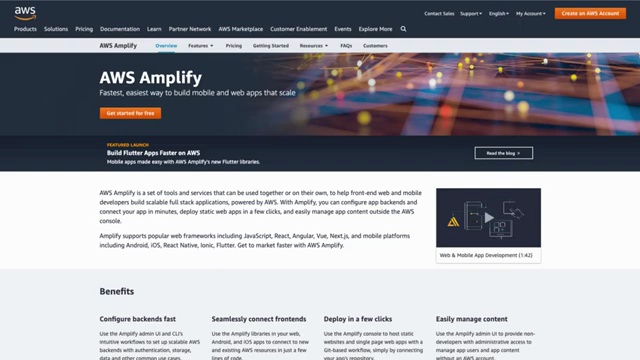 aws
Contact Sales Support English My Account Create an AWS Account
Products Solutions Pricing Documentation Learn Partner Network AWS Marketplace Customer Enablement Events Explore More
AWS Amplify Overview Features Pricing Getting Started Resources FAQs Customers
AWS Amplify
Fastest, easiest way to build mobile and web apps that scale
Get started for free
FEATURED LAUNCH
Build Flutter Apps Faster on AWS
Mobile apps made easy with AWS Amplify's new Flutter libraries.
Read the blog >
AWS Amplify is a set of tools and services that can be used together or on their own, to help front-end web and mobile
developers build scalable full stack applications, powered by AWS. With Amplify, you can configure app backends and
connect your app in minutes, deploy static web apps in a few clicks, and easily manage app content outside the AWS
console.
Amplify supports popular web frameworks including JavaScript, React, Angular, Vue, Next.js, and mobile platforms
including Android, iOS, React Native, Ionic, Flutter. Get to market faster with AWS Amplify.
Web & Mobile App Development (1:42)
Benefits
Configure backends fast
Use the Amplify admin UI and CLI's
intuitive workflows to set up scalable AWS
backends with authentication, storage,
data and other common use cases.
Seamlessly connect frontends
Use the Amplify libraries in your web,
Android, and iOS apps to connect to new
and existing AWS resources in just a few
lines of code.
Deploy in a few clicks
Use the Amplify console to host static
websites and single page web apps with a
Git-based workflow, simply by connecting
your app's repository.
Easily manage content
Use the Amplify admin UI to provide non-
developers with administrative access to
manage app users and app content
without an AWS account.